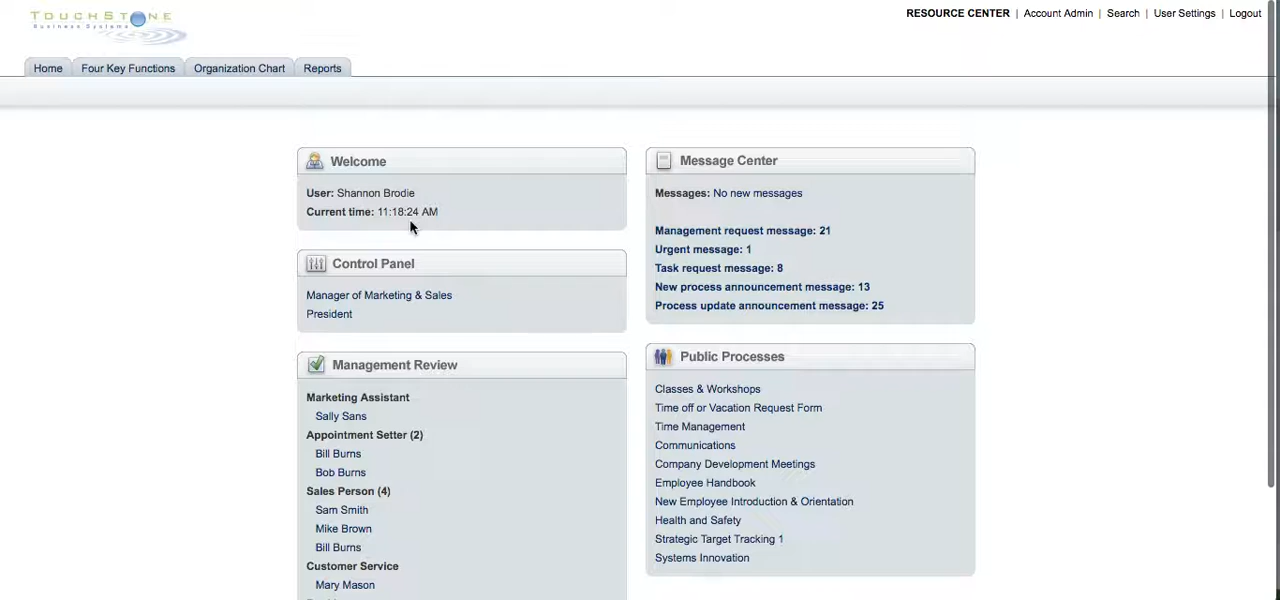 TOUCHSTONE
Business Systems
RESOURCE CENTER | Account Admin | Search | User Settings | Logout
Home
Four Key Functions
Organization Chart
Reports
Welcome
User: Shannon Brodie
Current time: 11:18:24 AM
Control Panel
Manager of Marketing & Sales
President
Management Review
Marketing Assistant
Sally Sans
Appointment Setter (2)
Bill Burns
Bob Burns
Sales Person (4)
Sam Smith
Mike Brown
Bill Burns
Customer Service
Mary Mason
Message Center
Messages: No new messages
Management request message: 21
Urgent message: 1
Task request message: 8
New process announcement message: 13
Process update announcement message: 25
Public Processes
Classes & Workshops
Time off or Vacation Request Form
Time Management
Communications
Company Development Meetings
Employee Handbook
New Employee Introduction & Orientation
Health and Safety
Strategic Target Tracking 1
Systems Innovation